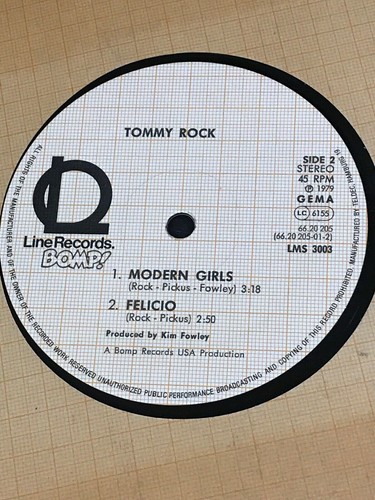 TOMMY ROCK
SIDE 2
STEREO
45 RPM
℗ 1979
GEMA
LC 6155
66.20 205
(66.20 205-01-2)
LMS 3003
Line Records.
BOMP!
1. MODERN GIRLS
(Rock - Pickus - Fowley) 3:18
2. FELICIO
(Rock - Pickus) 2:50
Produced by Kim Fowley
A Bomp Records USA Production
ALL RIGHTS OF THE MANUFACTURER AND OF THE OWNER OF THE RECORDED WORK RESERVED UNAUTHORIZED PUBLIC PERFORMANCE BROADCASTING AND COPYING OF THIS RECORD PROHIBITED. MANUFACTURED BY TELDEC, HAMBURG 19